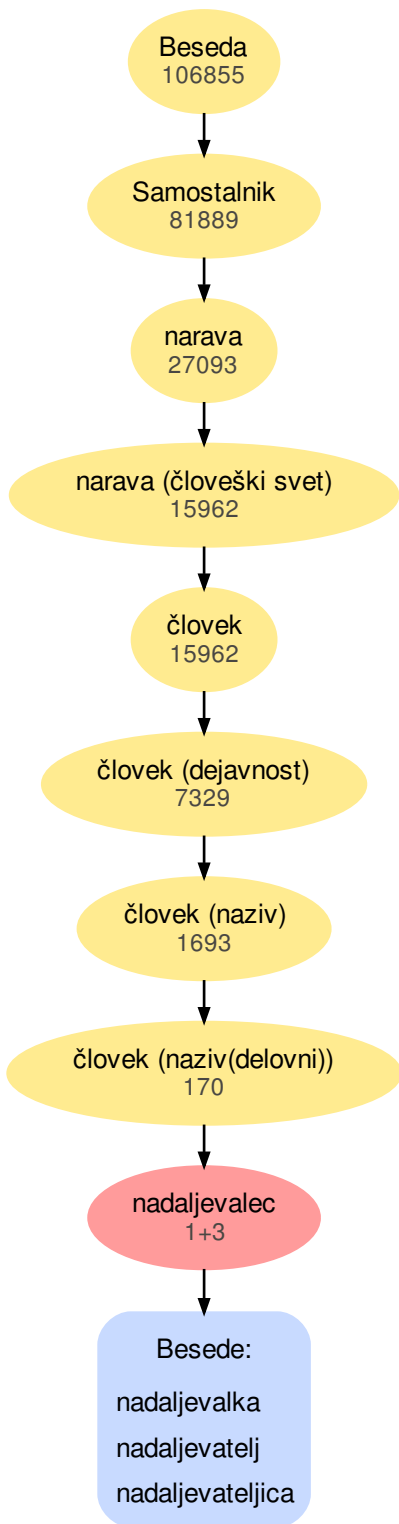 Beseda
106855
Samostalnik
81889
narava
27093
narava (človeški svet)
15962
človek
15962
človek (dejavnost)
7329
človek (naziv)
1693
človek (naziv(delovni))
170
nadaljevalec
1+3
Besede:
nadaljevalka
nadaljevatelj
nadaljevateljica